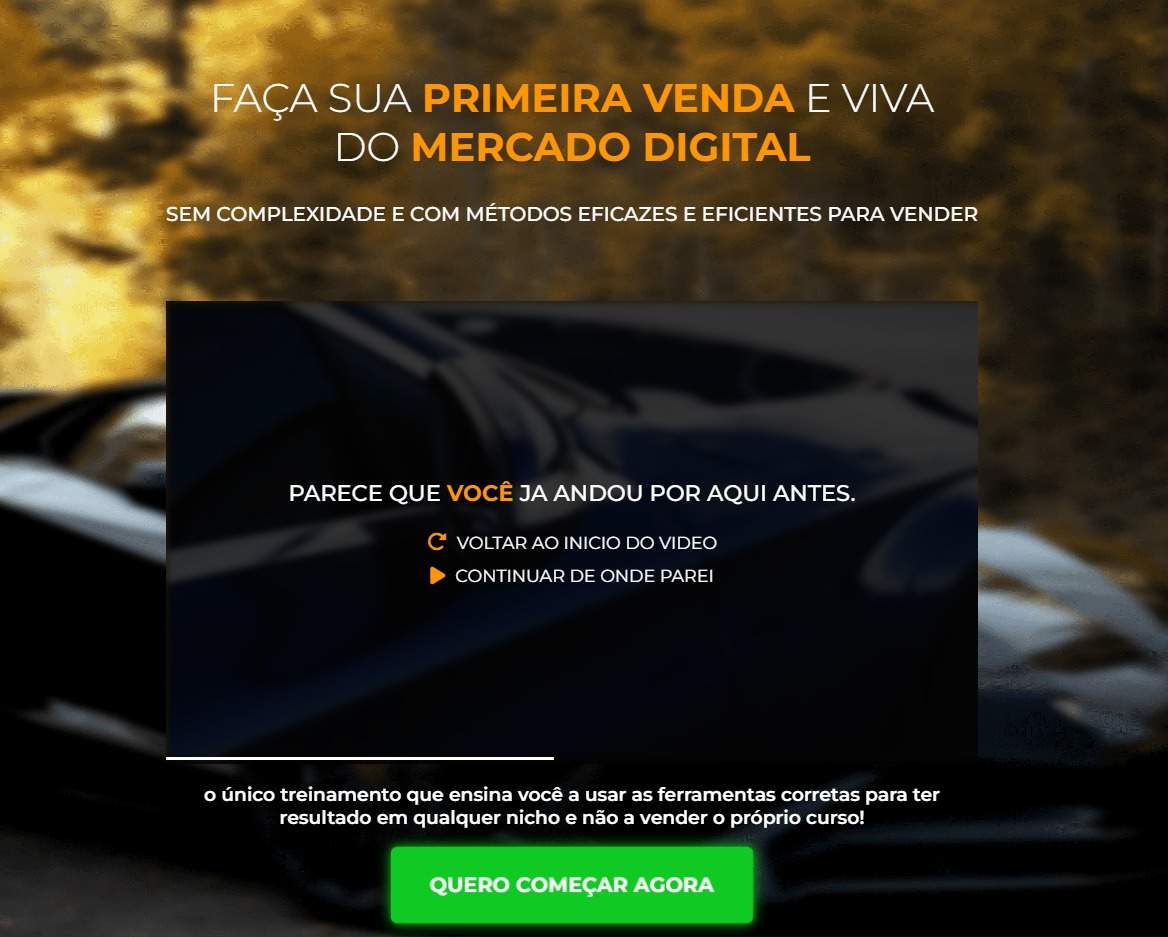 FAÇA SUA PRIMEIRA VENDA E VIVA
DO MERCADO DIGITAL
SEM COMPLEXIDADE E COM MÉTODOS EFICAZES E EFICIENTES PARA VENDER
PARECE QUE VOCÊ JA ANDOU POR AQUI ANTES.
VOLTAR AO INICIO DO VIDEO
CONTINUAR DE ONDE PAREI
o único treinamento que ensina você a usar as ferramentas corretas para ter
resultado em qualquer nicho e não a vender o próprio curso!
QUERO COMEÇAR AGORA